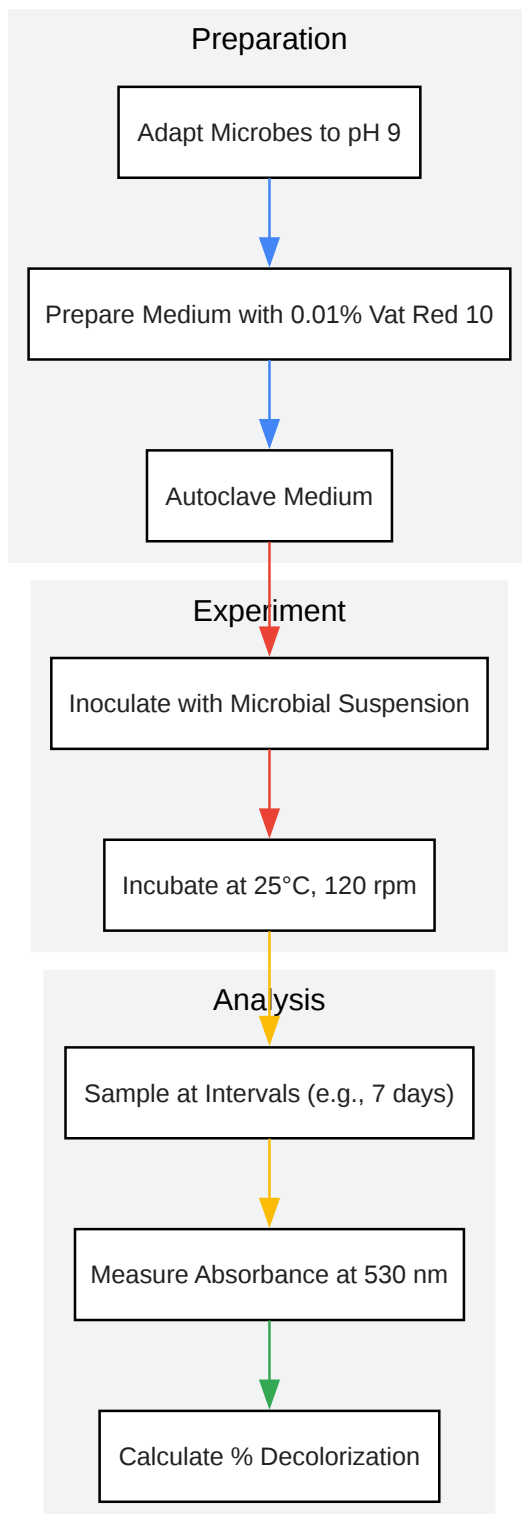 Preparation
Adapt Microbes to pH 9
Prepare Medium with 0.01% Vat Red 10
Autoclave Medium
Experiment
Inoculate with Microbial Suspension
Incubate at 25°C, 120 rpm
Analysis
Sample at Intervals (e.g., 7 days)
Measure Absorbance at 530 nm
Calculate % Decolorization